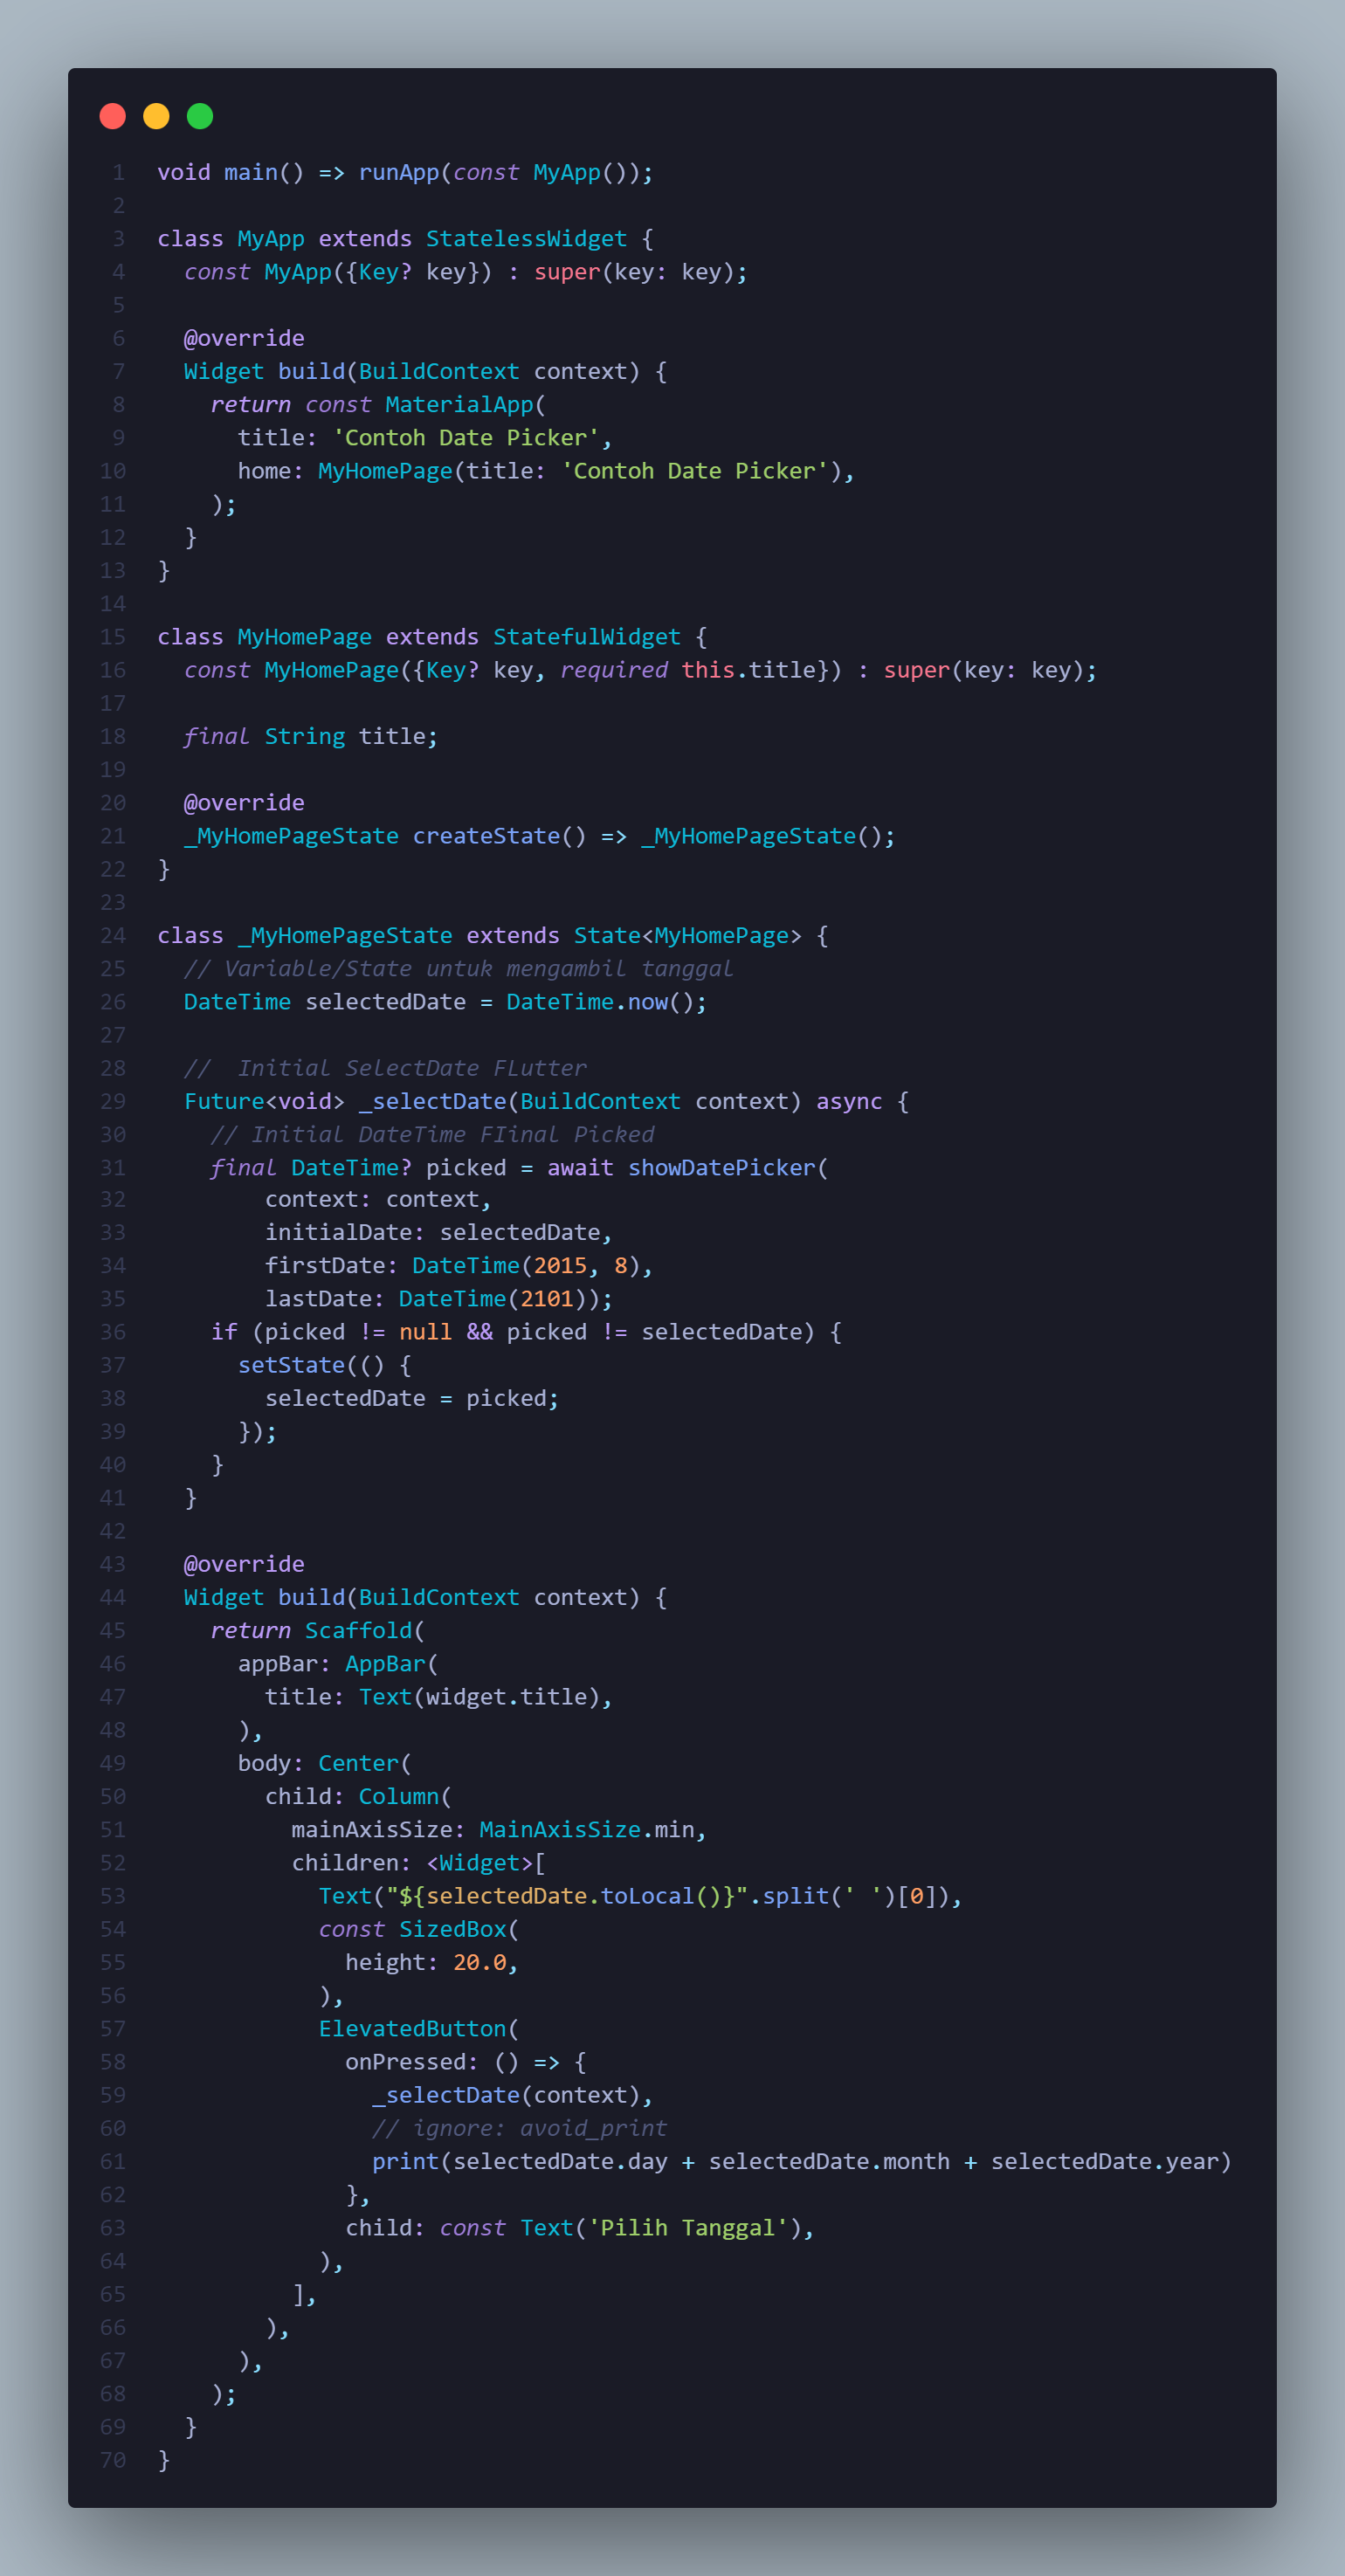 1 void main() => runApp(const MyApp());
2
3 class MyApp extends StatelessWidget {
4   const MyApp({Key? key}) : super(key: key);
5
6   @override
7   Widget build(BuildContext context) {
8     return const MaterialApp(
9       title: 'Contoh Date Picker',
10       home: MyHomePage(title: 'Contoh Date Picker'),
11     );
12   }
13 }
14
15 class MyHomePage extends StatefulWidget {
16   const MyHomePage({Key? key, required this.title}) : super(key: key);
17
18   final String title;
19
20   @override
21   _MyHomePageState createState() => _MyHomePageState();
22 }
23
24 class _MyHomePageState extends State<MyHomePage> {
25   // Variable/State untuk mengambil tanggal
26   DateTime selectedDate = DateTime.now();
27
28   //  Initial SelectDate FLutter
29   Future<void> _selectDate(BuildContext context) async {
30     // Initial DateTime FIinal Picked
31     final DateTime? picked = await showDatePicker(
32         context: context,
33         initialDate: selectedDate,
34         firstDate: DateTime(2015, 8),
35         lastDate: DateTime(2101));
36     if (picked != null && picked != selectedDate) {
37       setState(() {
38         selectedDate = picked;
39       });
40     }
41   }
42
43   @override
44   Widget build(BuildContext context) {
45     return Scaffold(
46       appBar: AppBar(
47         title: Text(widget.title),
48       ),
49       body: Center(
50         child: Column(
51           mainAxisSize: MainAxisSize.min,
52           children: <Widget>[
53             Text("${selectedDate.toLocal()}".split(' ')[0]),
54             const SizedBox(
55               height: 20.0,
56             ),
57             ElevatedButton(
58               onPressed: () => {
59                 _selectDate(context),
60                 // ignore: avoid_print
61                 print(selectedDate.day + selectedDate.month + selectedDate.year)
62               },
63               child: const Text('Pilih Tanggal'),
64             ),
65           ],
66         ),
67       ),
68     );
69   }
70 }